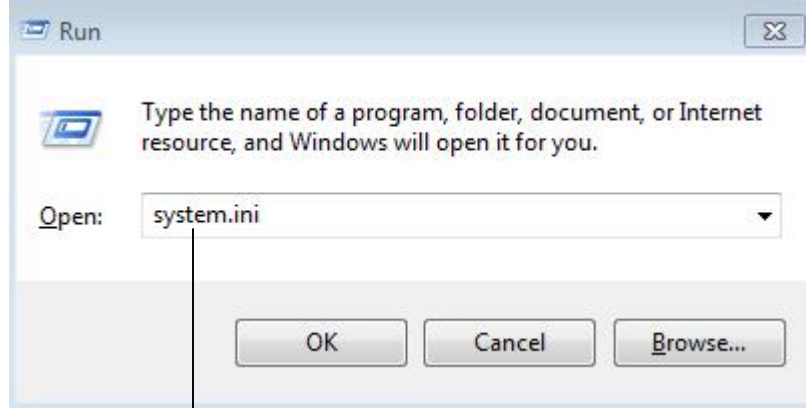 Run
Type the name of a program, folder, document, or Internet
resource, and Windows will open it for you.
Open: system.ini
OK Cancel Browse...